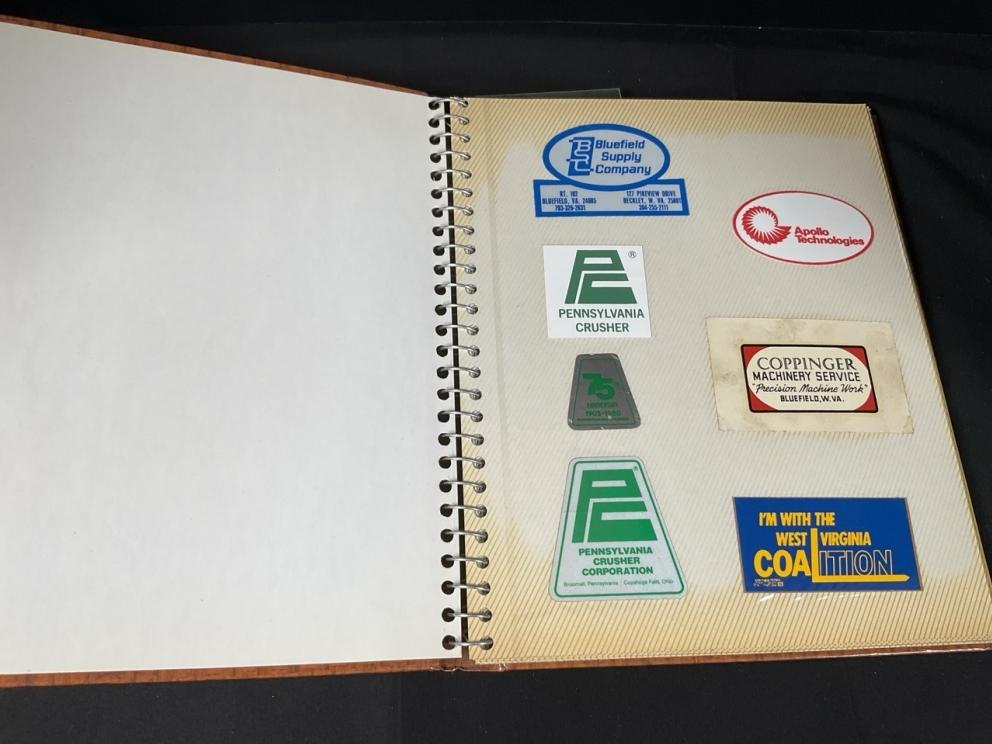 BSC
Bluefield
Supply
Company
RT. 102
BLUEFIELD, VA. 24605
703-326-2631
127 PIKEVIEW DRIVE
BECKLEY, W. VA. 25801
304-255-2111
Apollo
Technologies
PC ®
PENNSYLVANIA
CRUSHER
COPPINGER
MACHINERY SERVICE
"Precision Machine Work"
BLUEFIELD, W. VA.
75
1905-1980
PC ®
PENNSYLVANIA
CRUSHER
CORPORATION
Broomall, Pennsylvania Cuyahoga Falls, Ohio
I'M WITH THE
WEST VIRGINIA
COALITION